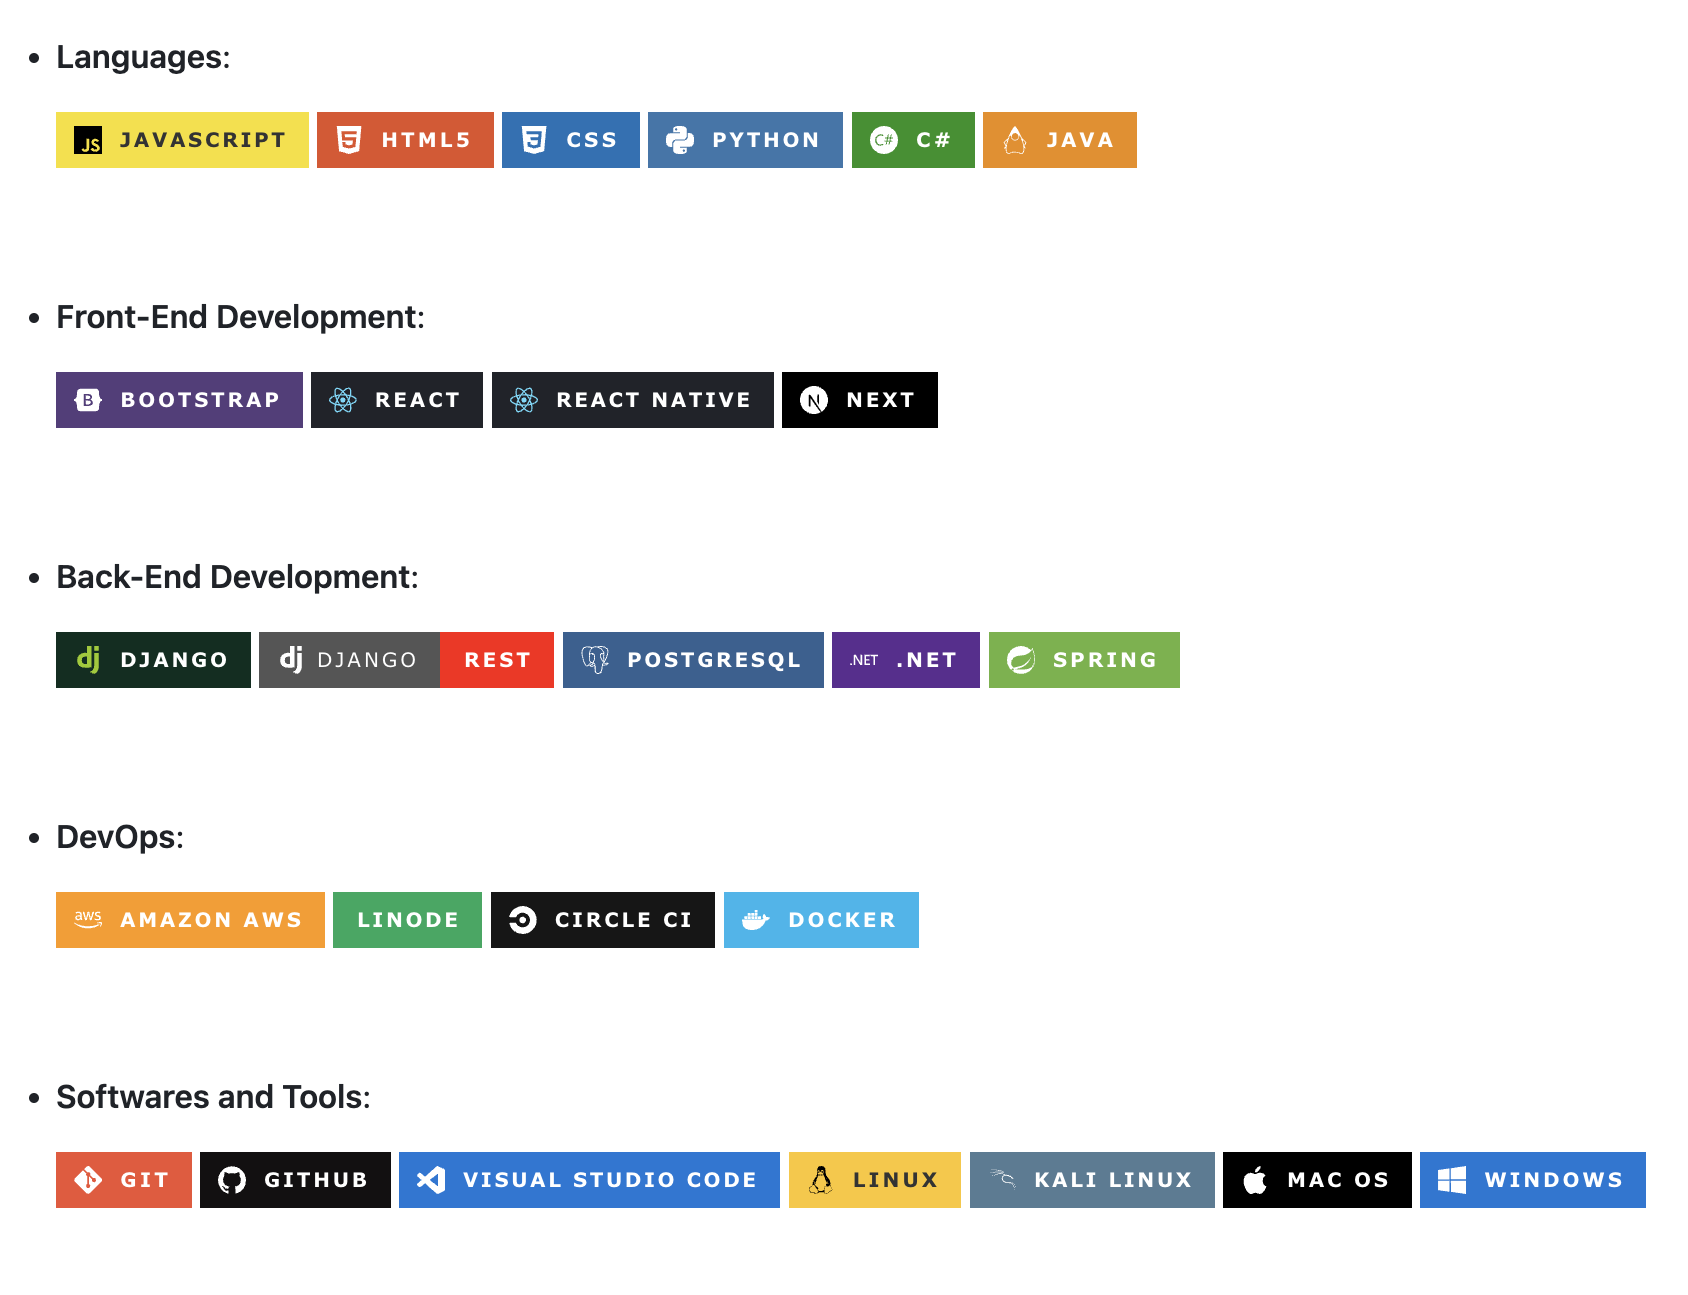 • Languages:
JS JAVASCRIPT 5 HTML5 3 CSS PYTHON C# C# JAVA
• Front-End Development:
B BOOTSTRAP REACT REACT NATIVE N NEXT
• Back-End Development:
dj DJANGO dj DJANGO REST POSTGRESQL .NET .NET SPRING
• DevOps:
aws AMAZON AWS LINODE CIRCLE CI DOCKER
• Softwares and Tools:
GIT GITHUB VISUAL STUDIO CODE LINUX KALI LINUX MAC OS WINDOWS